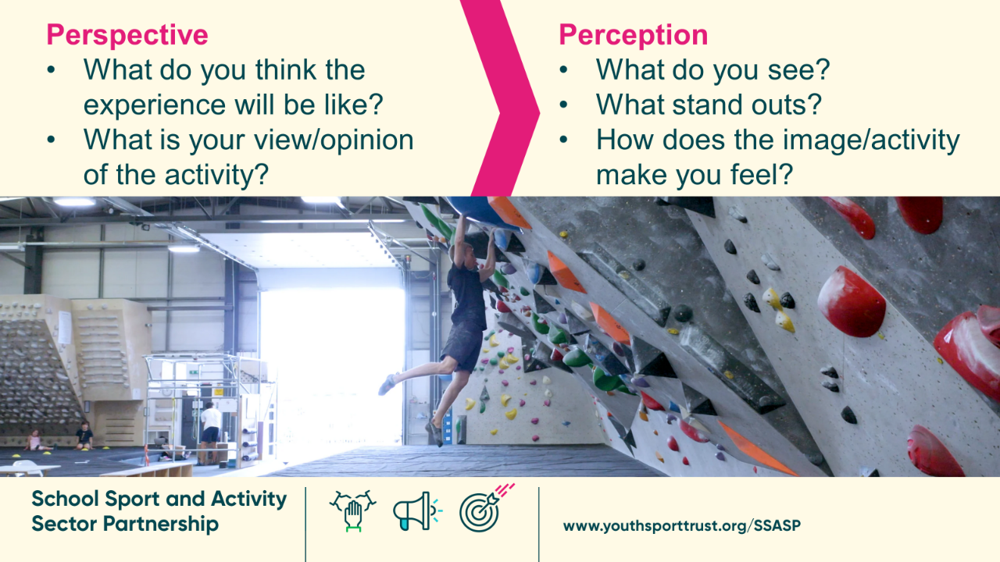 Perspective
• What do you think the
experience will be like?
• What is your view/opinion
of the activity?
Perception
• What do you see?
• What stand outs?
• How does the image/activity
make you feel?
School Sport and Activity
Sector Partnership
www.youthsporttrust.org/SSASP